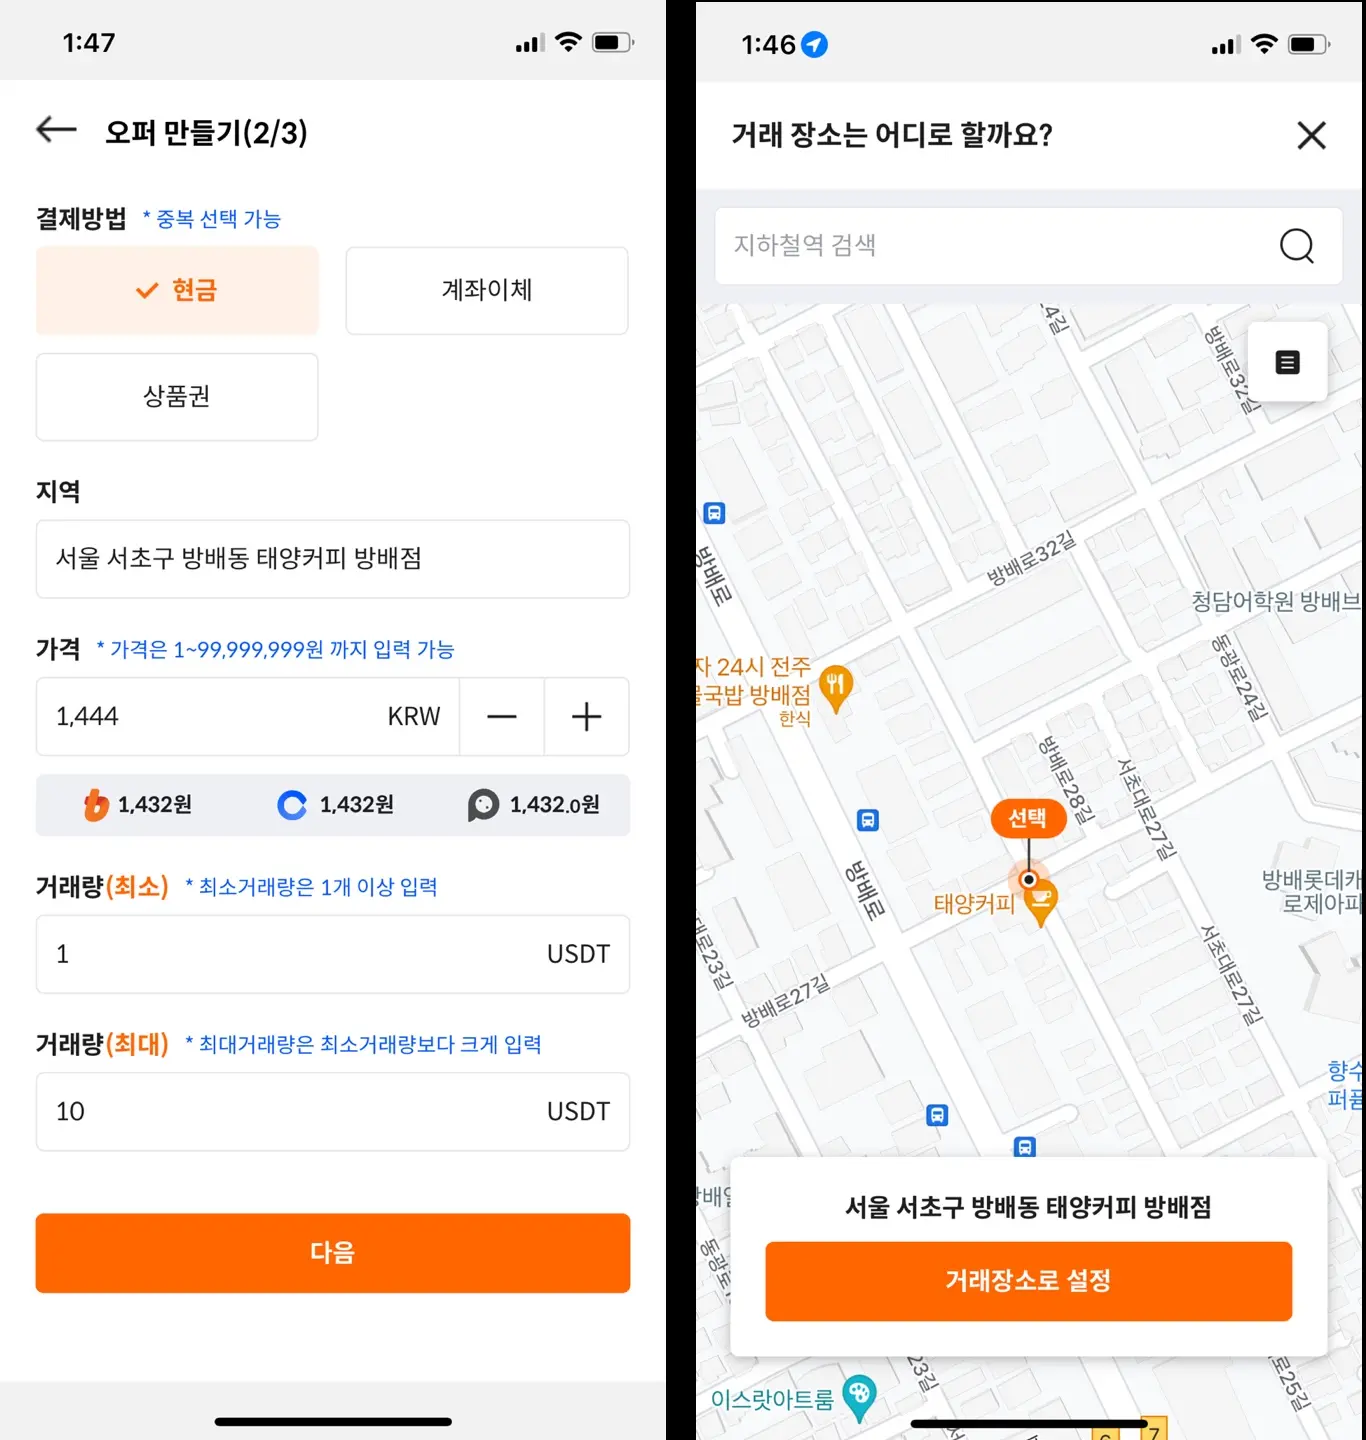 1:47
오퍼 만들기(2/3)
결제방법 * 중복 선택 가능
현금
계좌이체
상품권
지역
서울 서초구 방배동 태양커피 방배점
가격 * 가격은 1~99,999,999원 까지 입력 가능
1,444 KRW
1,432원 1,432원 1,432.0원
거래량(최소) * 최소거래량은 1개 이상 입력
1 USDT
거래량(최대) * 최대거래량은 최소거래량보다 크게 입력
10 USDT
다음
1:46
거래 장소는 어디로 할까요?
지하철역 검색
방배로32길
방배로
방배로32길
청담어학원 방배브
동광로24길
24시 전주
국밥 방배점
한식
방배로28길
서초대로27길
선택
태양커피
방배로
방배롯데캐
로제아파
대로23길
방배로27길
서초대로27길
향수
퍼퓸
서울 서초구 방배동 태양커피 방배점
거래장소로 설정
동광로
23길
25길
이스랏아트룸
7